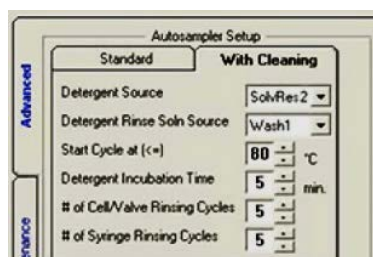 Autosampler Setup
Standard With Cleaning
Advanced
Detergent Source SolvRes2
Detergent Rinse Soln Source Wash1
Start Cycle at (<=) 80 °C
Detergent Incubation Time 5 min.
# of Cell/Valve Rinsing Cycles 5
# of Syringe Rinsing Cycles 5